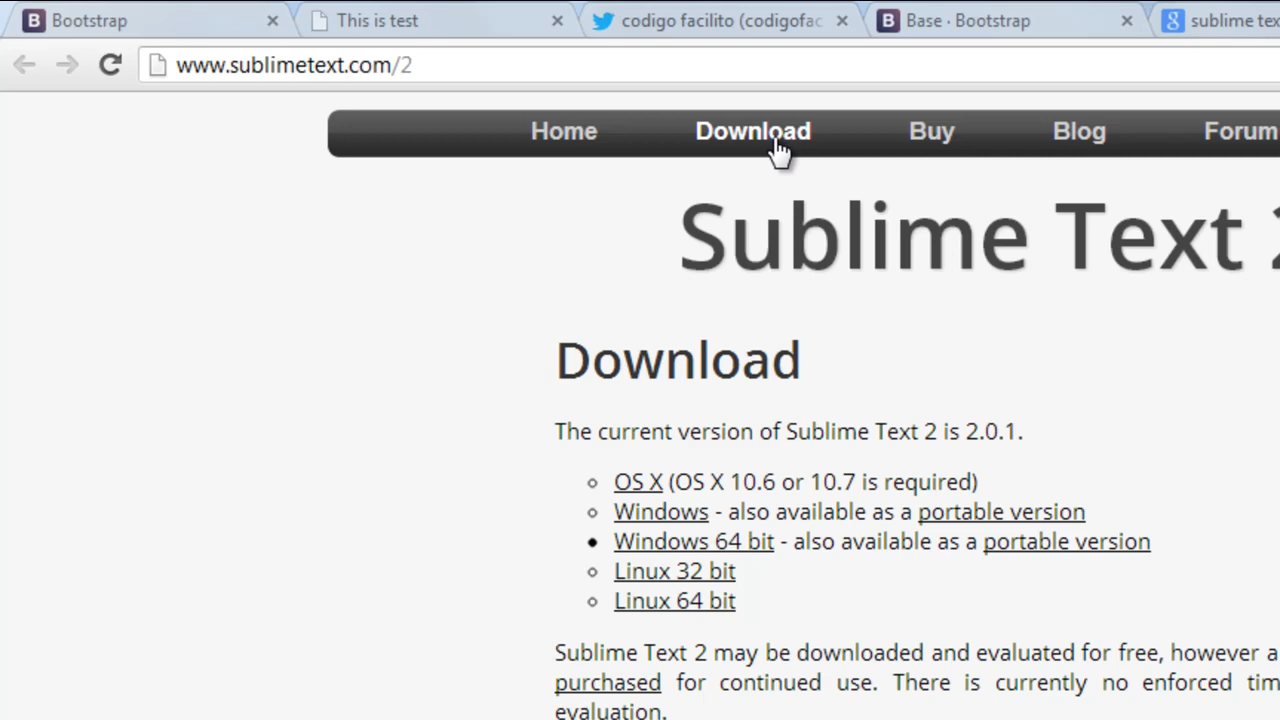 Bootstrap
This is test
codigo facilito (codigofac
Base · Bootstrap
sublime tex
www.sublimetext.com/2
Home
Download
Buy
Blog
Forum
Sublime Text 2
Download
The current version of Sublime Text 2 is 2.0.1.
OS X (OS X 10.6 or 10.7 is required)
Windows - also available as a portable version
Windows 64 bit - also available as a portable version
Linux 32 bit
Linux 64 bit
Sublime Text 2 may be downloaded and evaluated for free, however a
purchased for continued use. There is currently no enforced tim
evaluation.